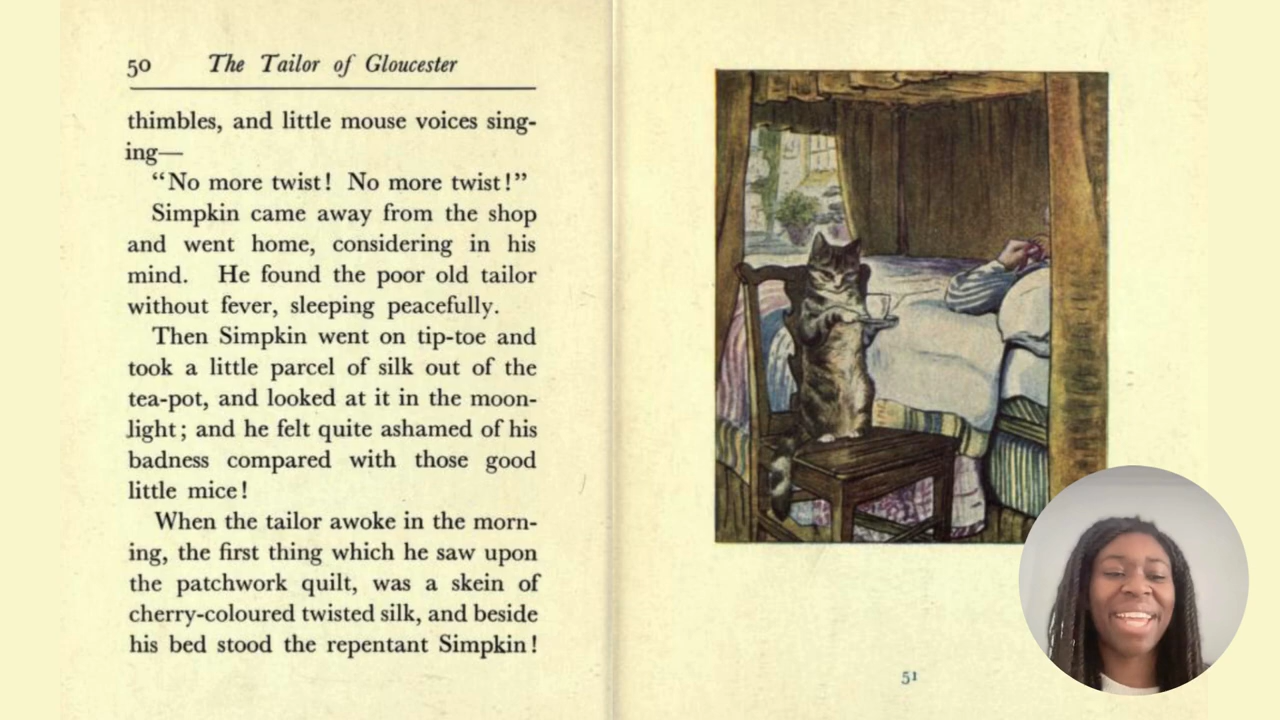 50 The Tailor of Gloucester
thimbles, and little mouse voices sing-
ing—
“No more twist! No more twist!”
Simpkin came away from the shop
and went home, considering in his
mind. He found the poor old tailor
without fever, sleeping peacefully.
Then Simpkin went on tip-toe and
took a little parcel of silk out of the
tea-pot, and looked at it in the moon-
light; and he felt quite ashamed of his
badness compared with those good
little mice!
When the tailor awoke in the morn-
ing, the first thing which he saw upon
the patchwork quilt, was a skein of
cherry-coloured twisted silk, and beside
his bed stood the repentant Simpkin!
51